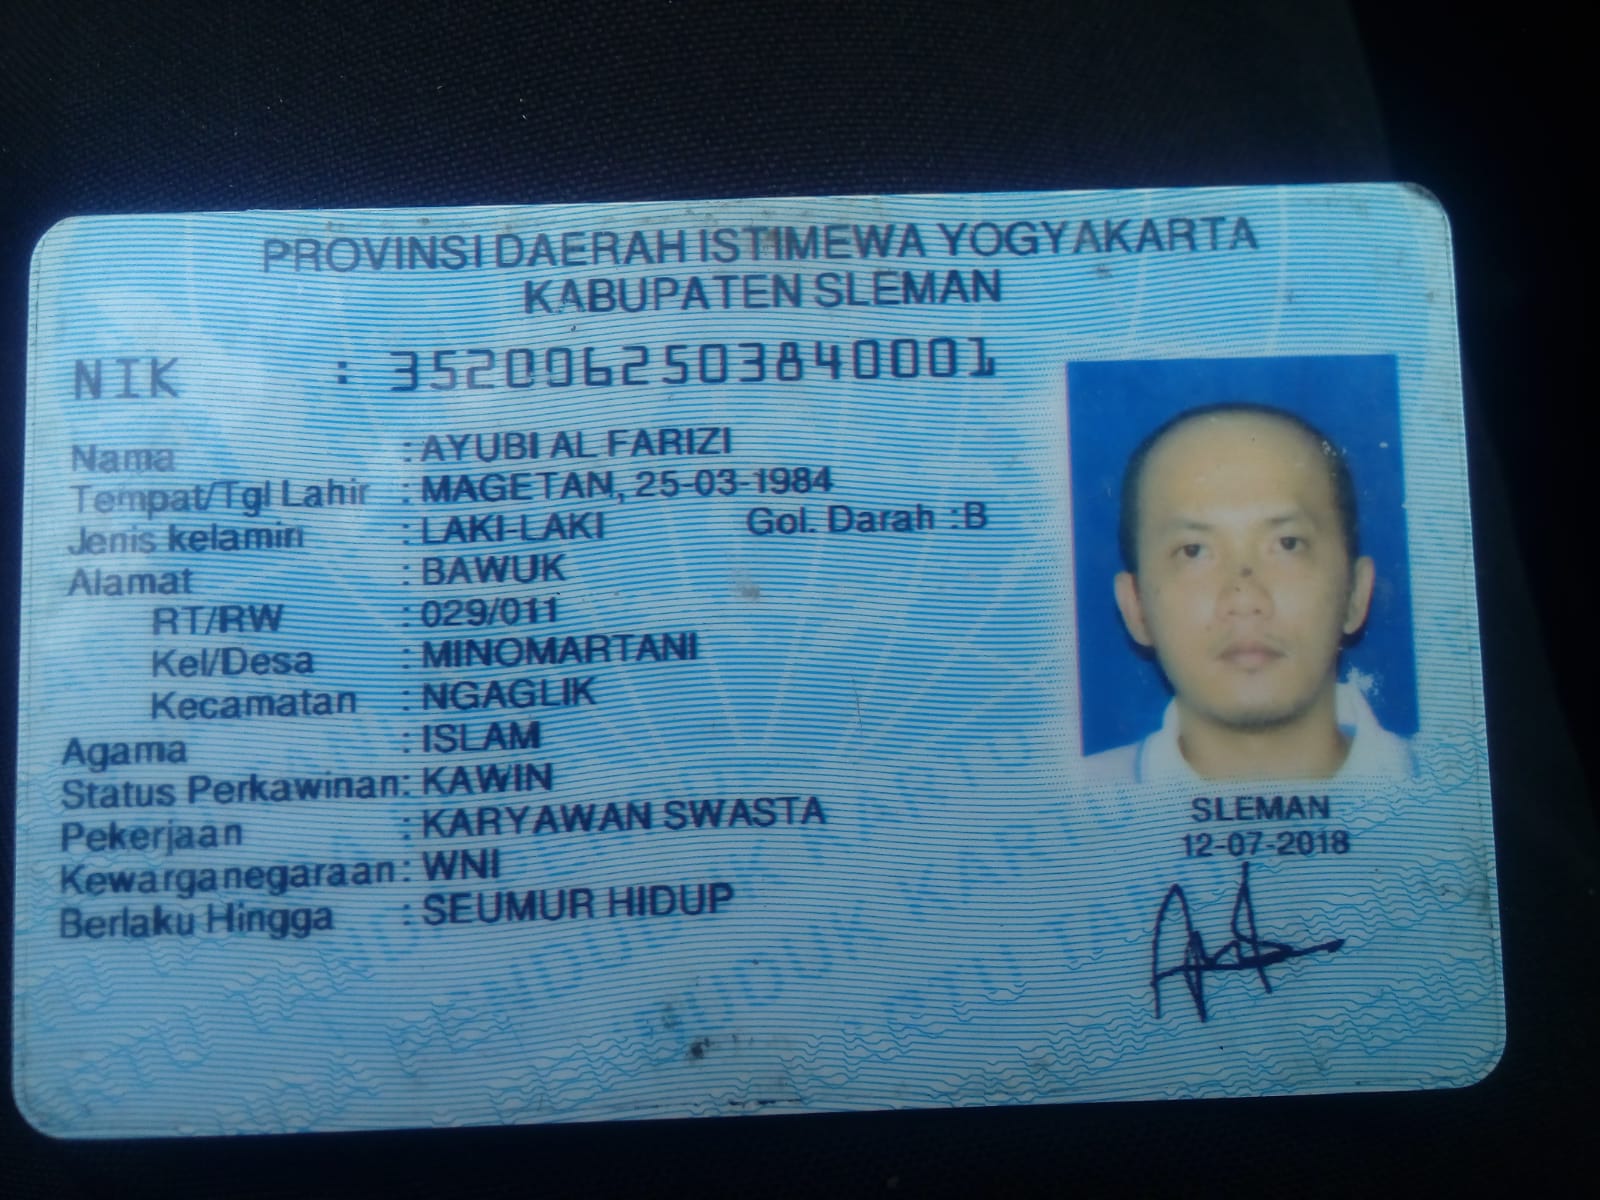 PROVINSI DAERAH ISTIMEWA YOGYAKARTA
KABUPATEN SLEMAN
NIK : 3520062503840001
Nama : AYUBI AL FARIZI
Tempat/Tgl Lahir : MAGETAN, 25-03-1984
Jenis kelamin : LAKI-LAKI Gol. Darah :B
Alamat : BAWUK
RT/RW : 029/011
Kel/Desa : MINOMARTANI
Kecamatan : NGAGLIK
Agama : ISLAM
Status Perkawinan: KAWIN
Pekerjaan : KARYAWAN SWASTA
Kewarganegaraan: WNI
Berlaku Hingga : SEUMUR HIDUP
SLEMAN
12-07-2018